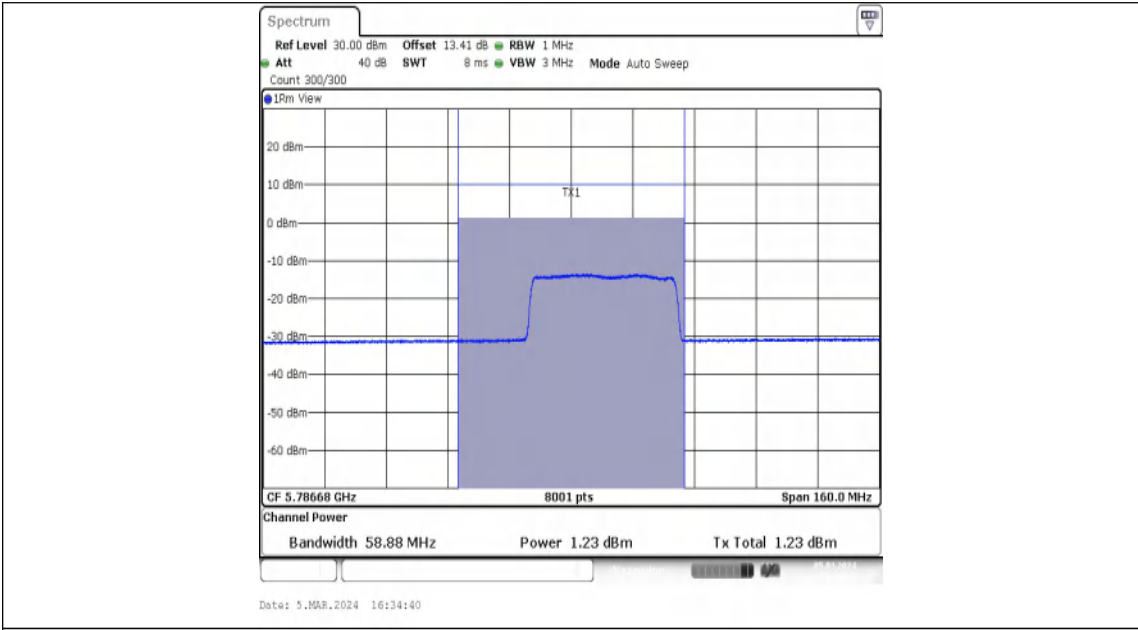 Spectrum
Ref Level 30.00 dBm Offset 13.41 dB RBW 1 MHz
Att 40 dB SWT 8 ms VBW 3 MHz Mode Auto Sweep
Count 300/300
1Rm View
20 dBm
10 dBm
TX1
0 dBm
-10 dBm
-20 dBm
-30 dBm
-40 dBm
-50 dBm
-60 dBm
CF 5.78668 GHz 8001 pts Span 160.0 MHz
Channel Power
Bandwidth 58.88 MHz Power 1.23 dBm Tx Total 1.23 dBm
Date: 5.MAR.2024 16:34:40